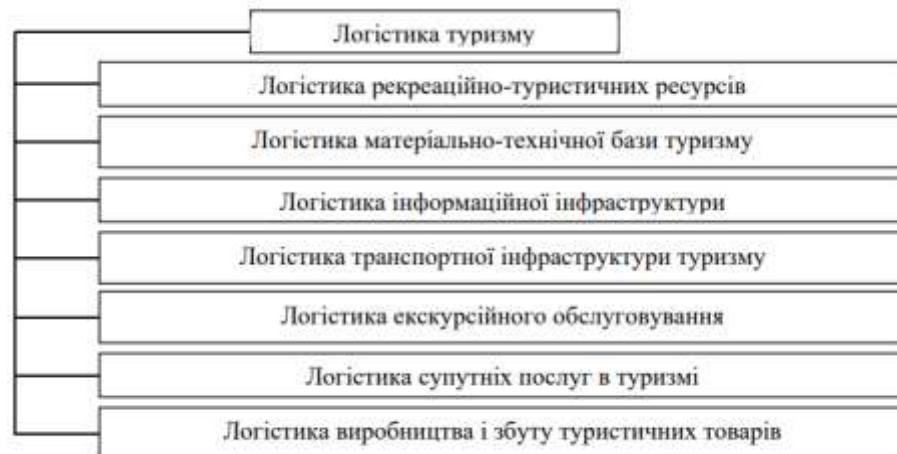 Логістика туризму
Логістика рекреаційно-туристичних ресурсів
Логістика матеріально-технічної бази туризму
Логістика інформаційної інфраструктури
Логістика транспортної інфраструктури туризму
Логістика екскурсійного обслуговування
Логістика супутніх послуг в туризмі
Логістика виробництва і збуту туристичних товарів